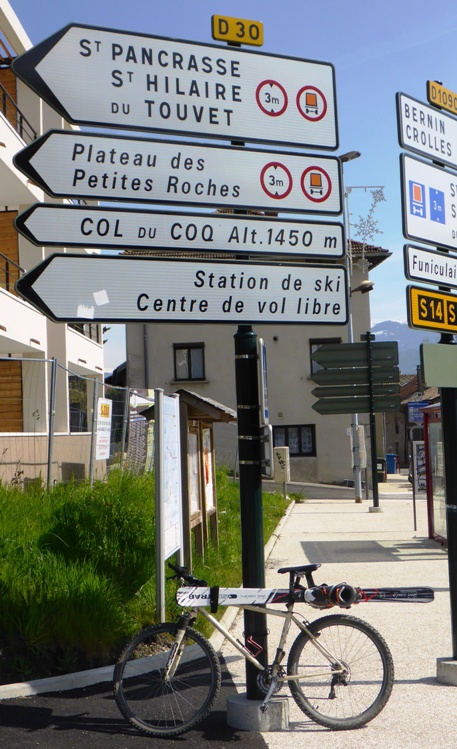 D 30
ST PANCRASSE
ST HILAIRE
DU TOUVET
3m
Plateau des
Petites Roches
3m
COL DU COQ Alt.1450 m
Station de ski
Centre de vol libre
D1090
BERNIN
CROLLES
3m
Funiculai
S14 S